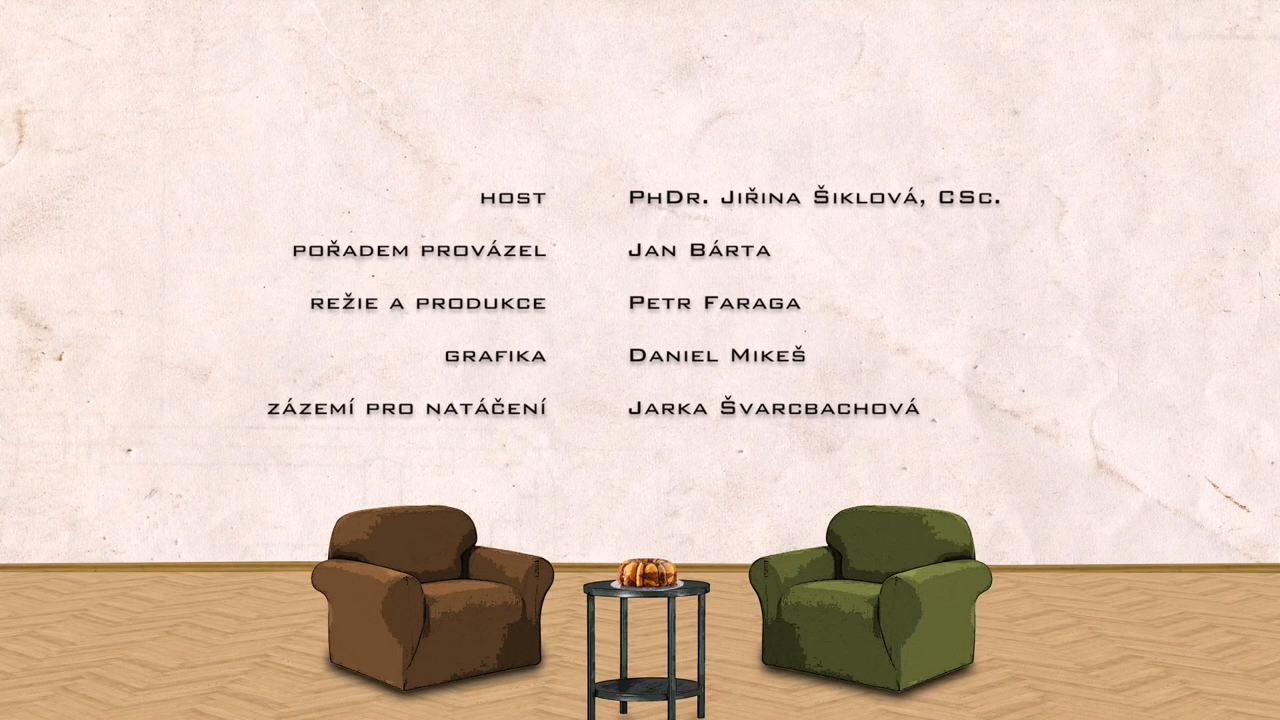 HOST PhDr. Jiřina Šiklová, CSc.
POŘADEM PROVÁZEL Jan Bárta
REŽIE A PRODUKCE Petr Faraga
GRAFIKA Daniel Mikeš
ZÁZEMÍ PRO NATÁČENÍ Jarka Švarcbachová